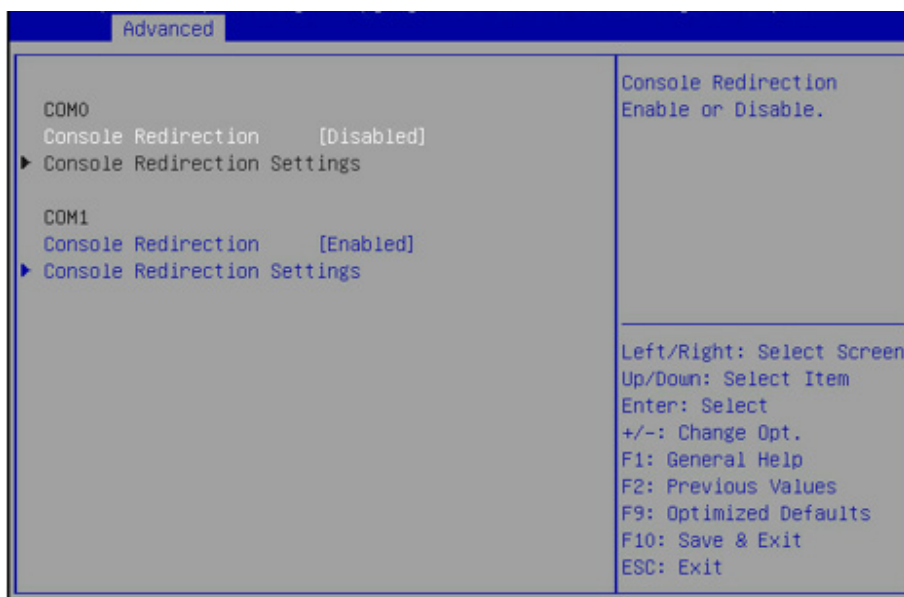 Advanced
COM0
Console Redirection [Disabled]
Console Redirection Settings
COM1
Console Redirection [Enabled]
Console Redirection Settings
Console Redirection
Enable or Disable.
Left/Right: Select Screen
Up/Down: Select Item
Enter: Select
+/-: Change Opt.
F1: General Help
F2: Previous Values
F9: Optimized Defaults
F10: Save & Exit
ESC: Exit